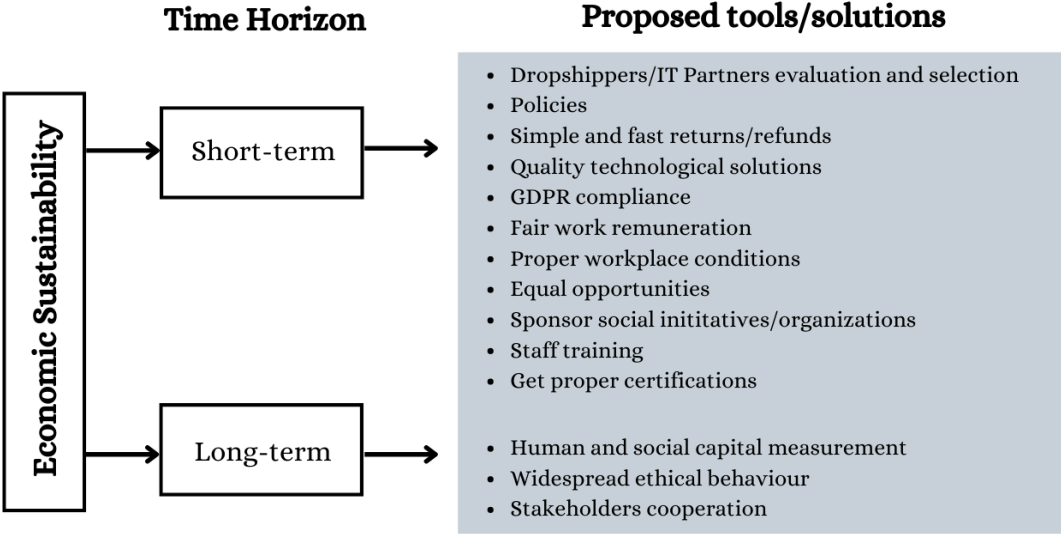 Time Horizon
Proposed tools/solutions
Economic Sustainability
Short-term
• Dropshippers/IT Partners evaluation and selection
• Policies
• Simple and fast returns/refunds
• Quality technological solutions
• GDPR compliance
• Fair work remuneration
• Proper workplace conditions
• Equal opportunities
• Sponsor social inititatives/organizations
• Staff training
• Get proper certifications
Long-term
• Human and social capital measurement
• Widespread ethical behaviour
• Stakeholders cooperation